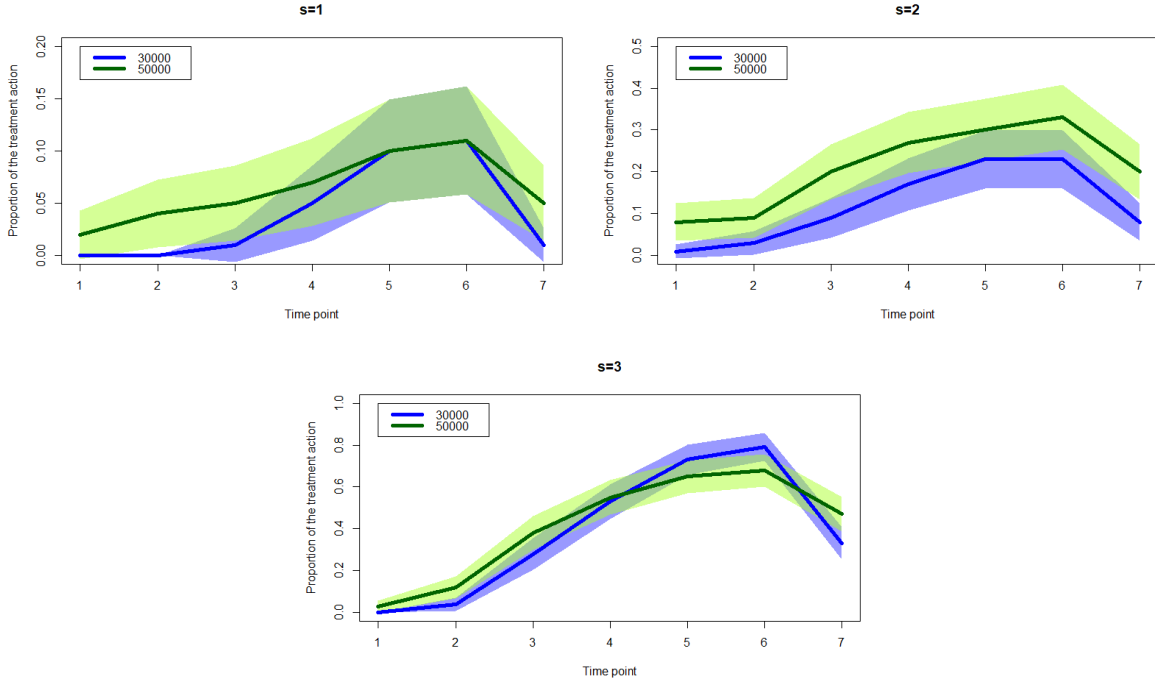 s=1
30000
50000
Proportion of the treatment action
0.20
0.15
0.10
0.05
0.00
1 2 3 4 5 6 7
Time point
s=2
30000
50000
Proportion of the treatment action
0.5
0.4
0.3
0.2
0.1
0.0
1 2 3 4 5 6 7
Time point
s=3
30000
50000
Proportion of the treatment action
1.0
0.8
0.6
0.4
0.2
0.0
1 2 3 4 5 6 7
Time point